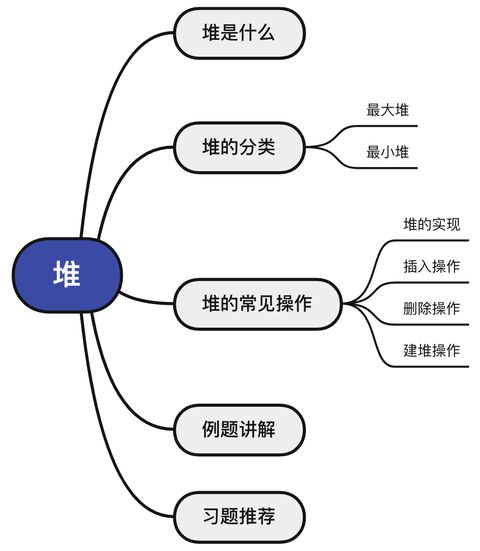 堆
堆是什么
堆的分类
最大堆
最小堆
堆的常见操作
堆的实现
插入操作
删除操作
建堆操作
例题讲解
习题推荐